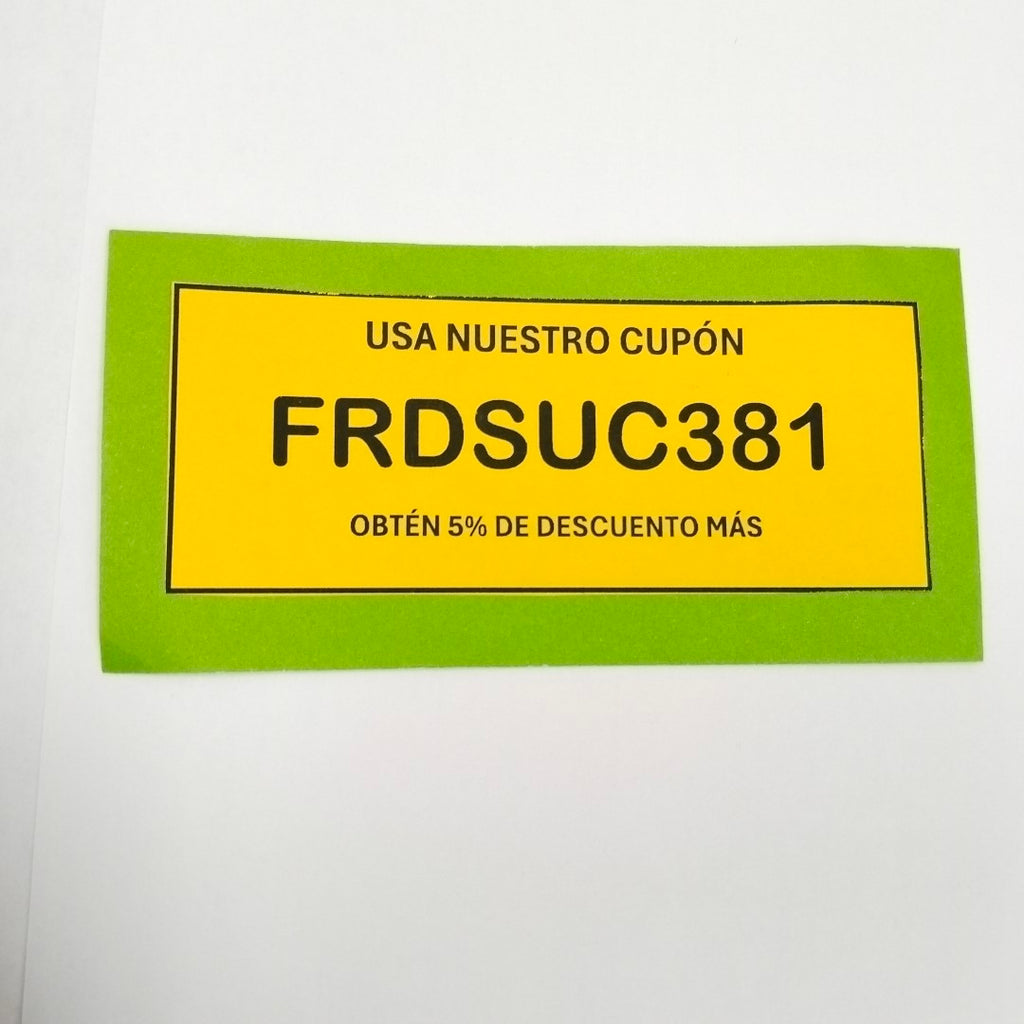 USA NUESTRO CUPÓN
FRDSUC381
OBTÉN 5% DE DESCUENTO MÁS